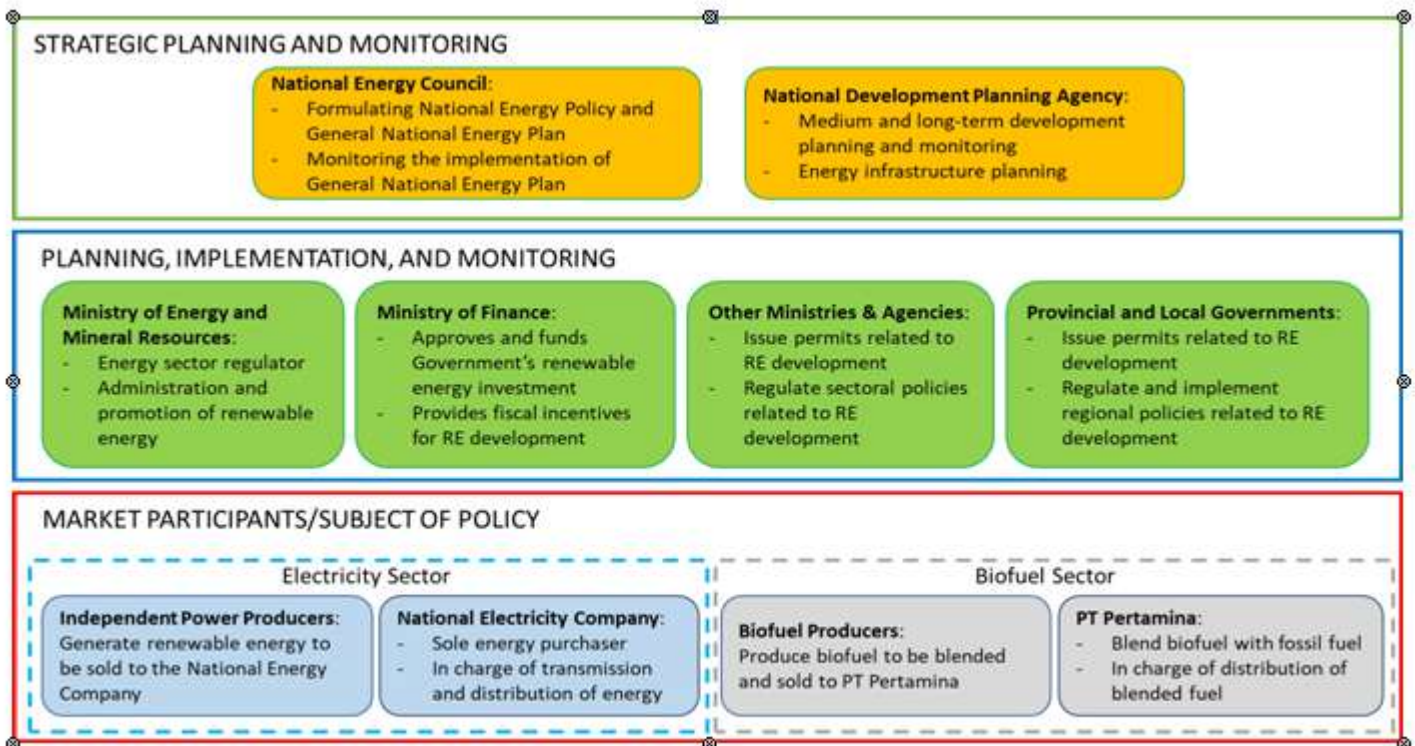 STRATEGIC PLANNING AND MONITORING
National Energy Council:
- Formulating National Energy Policy and
General National Energy Plan
- Monitoring the implementation of
General National Energy Plan
National Development Planning Agency:
- Medium and long-term development
planning and monitoring
- Energy infrastructure planning
PLANNING, IMPLEMENTATION, AND MONITORING
Ministry of Energy and
Mineral Resources:
- Energy sector regulator
- Administration and
promotion of renewable
energy
Ministry of Finance:
- Approves and funds
Government's renewable
energy investment
- Provides fiscal incentives
for RE development
Other Ministries & Agencies:
- Issue permits related to
RE development
- Regulate sectoral policies
related to RE
development
Provincial and Local Governments:
- Issue permits related to RE
development
- Regulate and implement
regional policies related to RE
development
MARKET PARTICIPANTS/SUBJECT OF POLICY
Electricity Sector
Independent Power Producers:
Generate renewable energy to
be sold to the National Energy
Company
National Electricity Company:
- Sole energy purchaser
- In charge of transmission
and distribution of energy
Biofuel Sector
Biofuel Producers:
Produce biofuel to be blended
and sold to PT Pertamina
PT Pertamina:
- Blend biofuel with fossil fuel
- In charge of distribution of
blended fuel